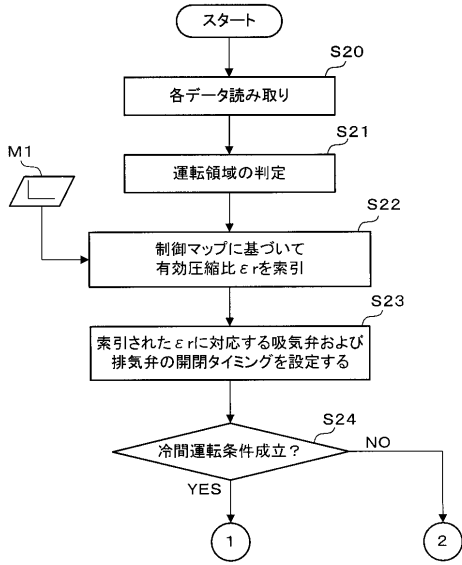 スタート
S20
各データ読み取り
S21
運転領域の判定
M1
S22
制御マップに基づいて
有効圧縮比εrを索引
S23
索引されたεrに対応する吸気弁および
排気弁の開閉タイミングを設定する
S24
冷間運転条件成立？
NO
YES
1
2